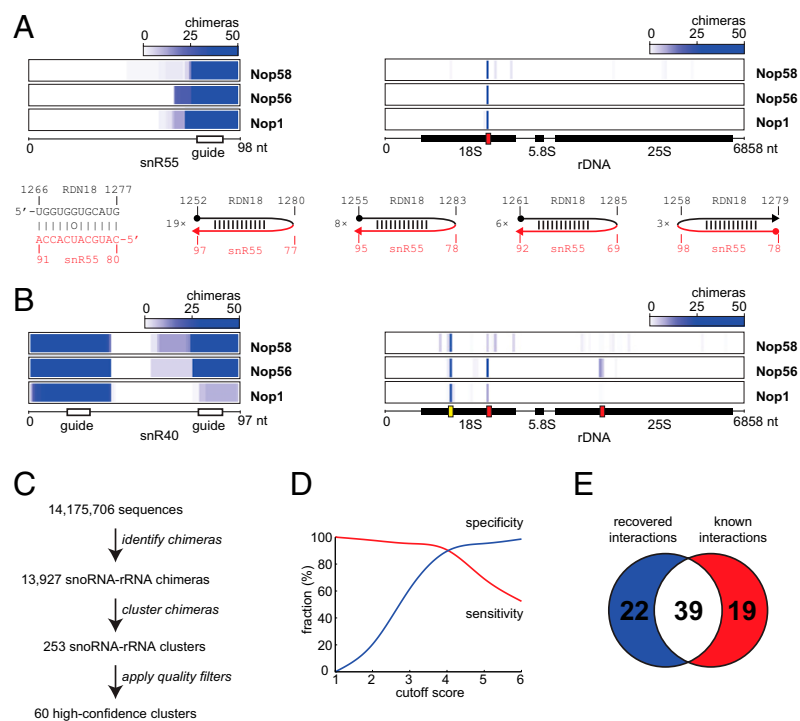 A
chimeras
0 25 50
Nop58
Nop56
Nop1
0 98 nt
guide
snR55
chimeras
0 25 50
Nop58
Nop56
Nop1
0 18S 5.8S 25S 6858 nt
rDNA
1266 RDN18 1277
5'-UGGUGGUGCAUG
ACCACUACGUAC-5'
91 snR55 80
1252 RDN18 1280
19×
97 snR55 77
1255 RDN18 1283
8×
95 snR55 78
1261 RDN18 1285
6×
92 snR55 69
1258 RDN18 1279
3×
98 snR55 78
B
chimeras
0 25 50
Nop58
Nop56
Nop1
0 97 nt
guide guide
snR40
chimeras
0 25 50
Nop58
Nop56
Nop1
0 18S 5.8S 25S 6858 nt
rDNA
C
14,175,706 sequences
identify chimeras
13,927 snoRNA-rRNA chimeras
cluster chimeras
253 snoRNA-rRNA clusters
apply quality filters
60 high-confidence clusters
D
fraction (%)
100
80
60
40
20
0
1 2 3 4 5 6
cutoff score
specificity
sensitivity
E
recovered interactions
known interactions
22 39 19